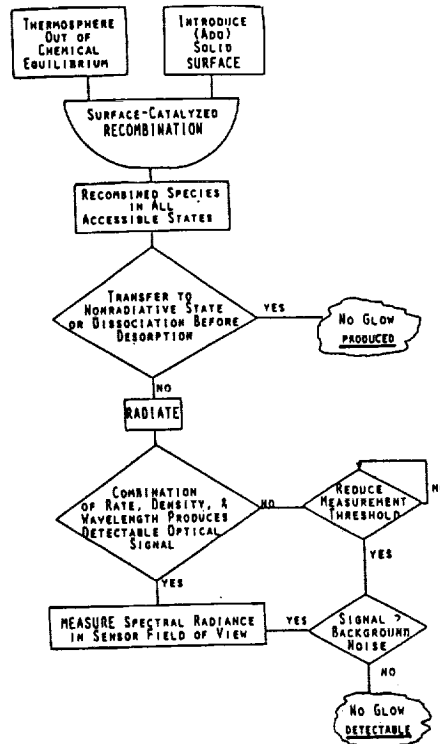 THERMOSPHERE
OUT OF
CHEMICAL
EQUILIBRIUM
INTRODUCE
(ADD)
SOLID
SURFACE
SURFACE-CATALYZED
RECOMBINATION
RECOMBINED SPECIES
IN ALL
ACCESSIBLE STATES
TRANSFER TO
NONRADIATIVE STATE
OR DISSOCIATION BEFORE
DESORPTION
YES
NO GLOW
PRODUCED
NO
RADIATE
COMBINATION
OF RATE, DENSITY, &
WAVELENGTH PRODUCES
DETECTABLE OPTICAL
SIGNAL
NO
REDUCE
MEASUREMENT
THRESHOLD
YES
YES
MEASURE SPECTRAL RADIANCE
IN SENSOR FIELD OF VIEW
YES
SIGNAL >
BACKGROUND
NOISE
NO
NO GLOW
DETECTABLE